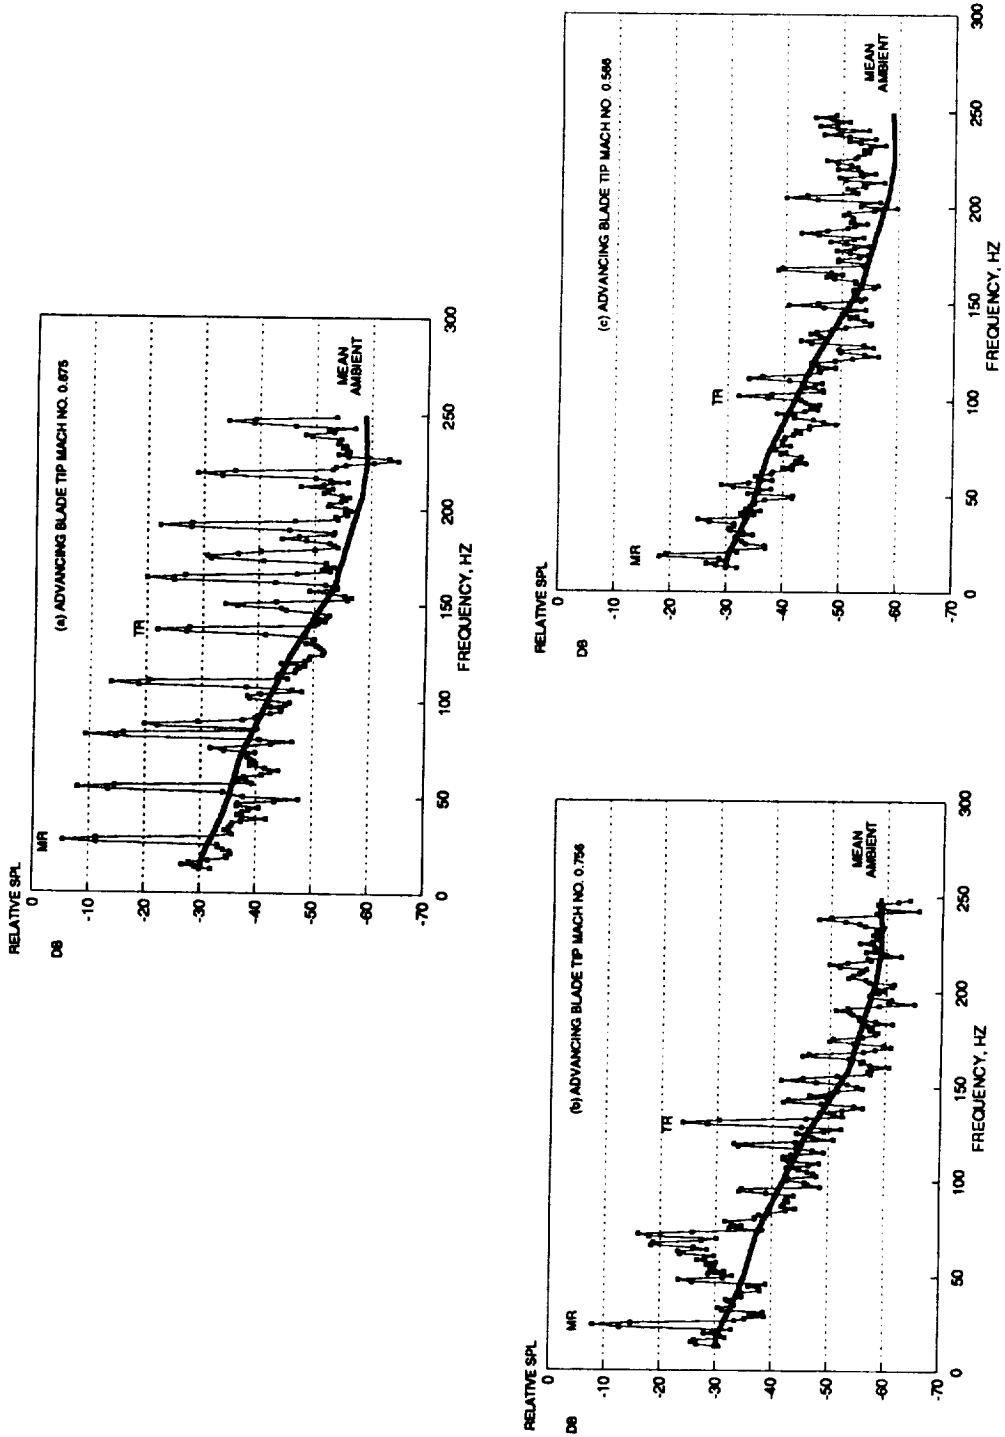 RELATIVE SPL
DB
0
-10
-20
-30
-40
-50
-60
-70
(a) ADVANCING BLADE TIP MACH NO. 0.875
MR
TR
MEAN
AMBIENT
0
50
100
150
200
250
300
FREQUENCY, HZ
RELATIVE SPL
DB
0
-10
-20
-30
-40
-50
-60
-70
(b) ADVANCING BLADE TIP MACH NO. 0.756
MR
TR
MEAN
AMBIENT
0
50
100
150
200
250
300
FREQUENCY, HZ
RELATIVE SPL
DB
0
-10
-20
-30
-40
-50
-60
-70
(c) ADVANCING BLADE TIP MACH NO. 0.566
MR
TR
MEAN
AMBIENT
0
50
100
150
200
250
300
FREQUENCY, HZ